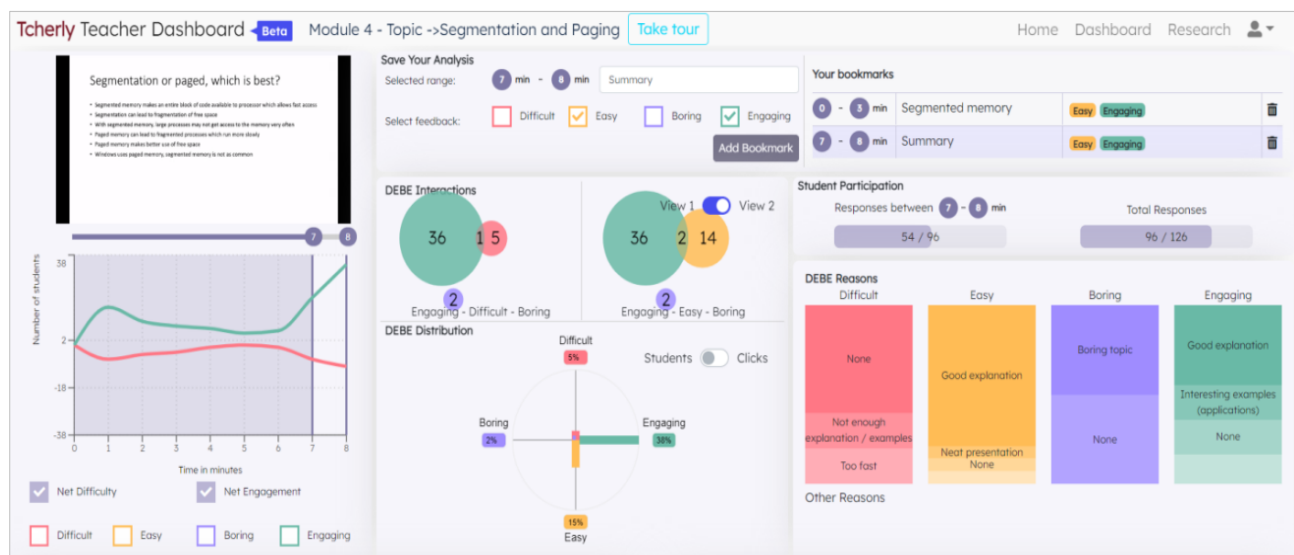 Tcherly Teacher Dashboard Beta Module 4 - Topic ->Segmentation and Paging Take tour Home Dashboard Research
Segmentation or paged, which is best?
• Segmented memory makes an entire block of code available to processor which allows fast access
• Segmentation can lead to fragmentation of free space
• With segmented memory, large processes may not get access to the memory very often
• Paged memory can lead to fragmented processes which run more slowly
• Paged memory makes better use of free space
• Windows uses paged memory, segmented memory is not as common
7 8
Number of students
38
2
-18
-38
0 1 2 3 4 5 6 7 8
Time in minutes
Net Difficulty Net Engagement
Difficult Easy Boring Engaging
Save Your Analysis
Selected range: 7 min - 8 min Summary
Select feedback: Difficult Easy Boring Engaging
Add Bookmark
Your bookmarks
0 - 3 min Segmented memory Easy Engaging
7 - 8 min Summary Easy Engaging
DEBE Interactions
View 1 View 2
36 1 5
2
Engaging - Difficult - Boring
36 2 14
2
Engaging - Easy - Boring
DEBE Distribution
Students Clicks
Difficult
5%
Boring
2%
Engaging
38%
15%
Easy
Student Participation
Responses between 7 - 8 min
54 / 96
Total Responses
96 / 126
DEBE Reasons
Difficult
None
Not enough
explanation / examples
Too fast
Easy
Good explanation
Neat presentation
None
Boring
Boring topic
None
Engaging
Good explanation
Interesting examples
(applications)
None
Other Reasons